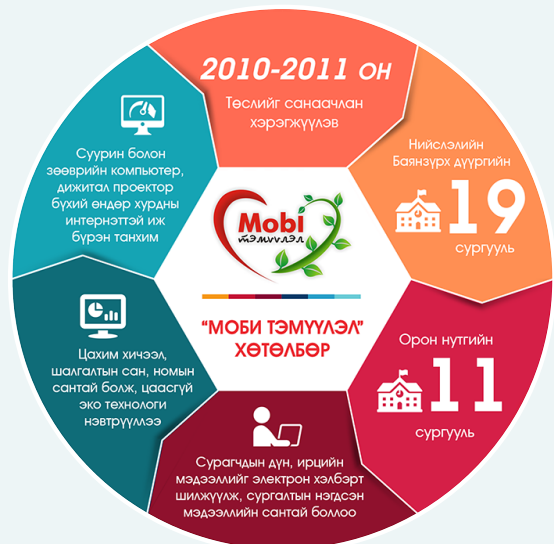 2010-2011 ОН
Төслийг санаачлан
хэрэгжүүлэв
Нийслэлийн
Баянзүрх дүүргийн
19
сургууль
Орон нутгийн
11
сургууль
Сурагчдын дүн, ирцийн
мэдээллийг электрон хэлбэрт
шилжүүлж, сургалтын нэгдсэн
мэдээллийн сантай боллоо
Цахим хичээл,
шалгалтын сан, номын
сантай болж, цаасгүй
эко технологи
нэвтрүүллээ
Суурин болон
зөөврийн компьютер,
дижитал проектор
бүхий өндөр хурдны
интернэттэй иж
бүрэн танхим
Mobi
тэмүүлэл
“МОБИ ТЭМҮҮЛЭЛ”
ХӨТӨЛБӨР